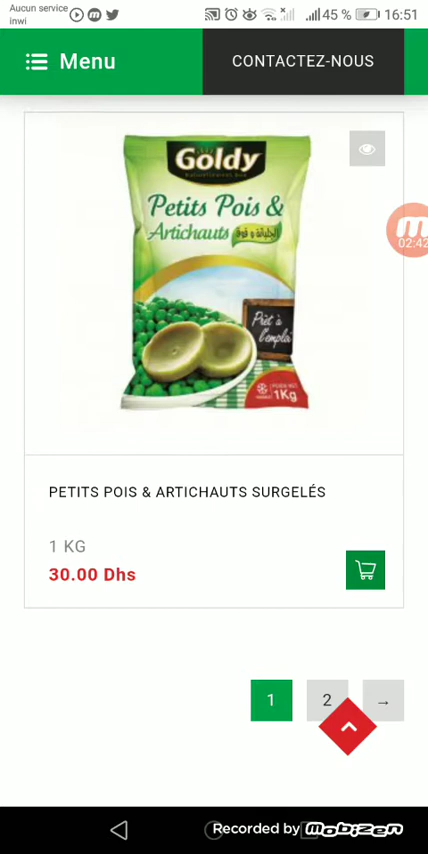 Aucun service
inwi
45 %
16:51
Menu
CONTACTEZ-NOUS
Goldy
Petits Pois &
Artichauts
02:42
Prêt à
l'emploi
1Kg
PETITS POIS & ARTICHAUTS SURGELÉS
1 KG
30.00 Dhs
1
2
→
Recorded by MOBIZEN